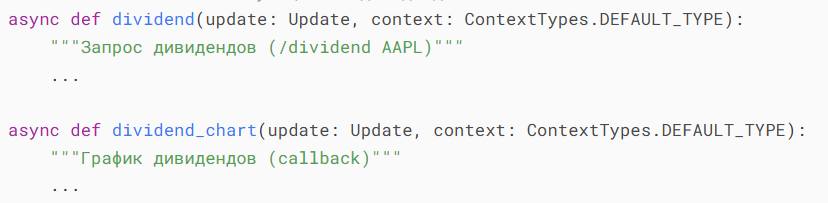 async def dividend(update: Update, context: ContextTypes.DEFAULT_TYPE):
    """Запрос дивидендов (/dividend AAPL)"""
    ...
async def dividend_chart(update: Update, context: ContextTypes.DEFAULT_TYPE):
    """График дивидендов (callback)"""
    ...